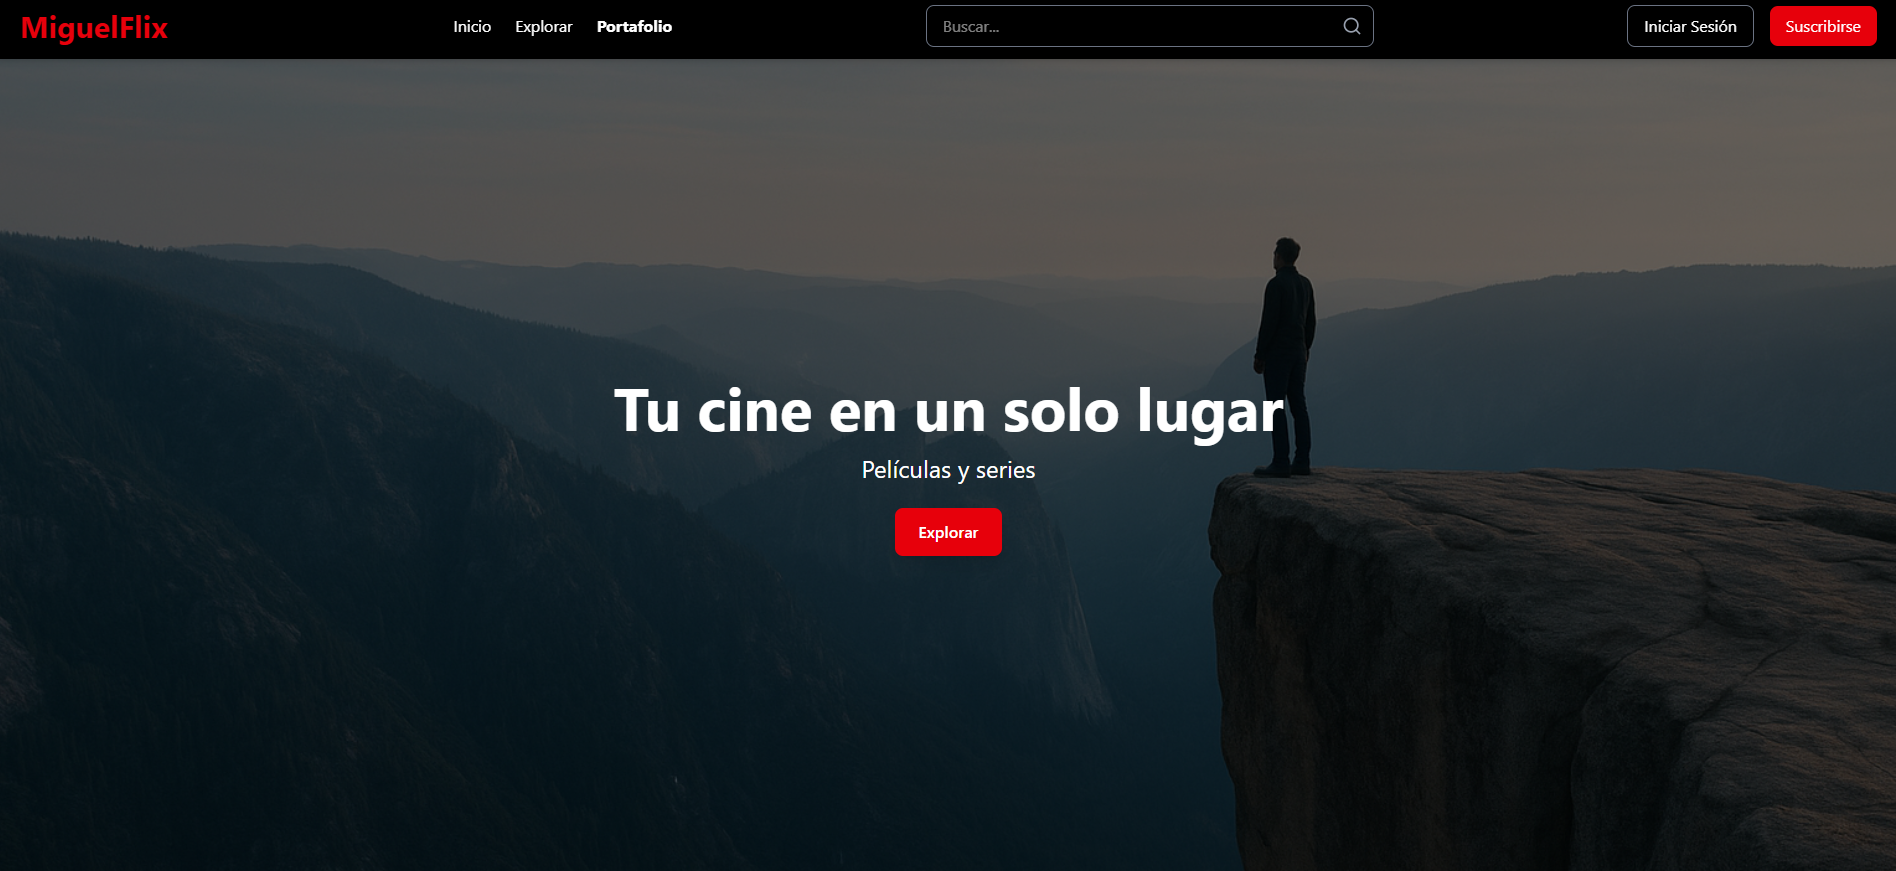 MiguelFlix
Inicio Explorar Portafolio
Buscar...
Iniciar Sesión
Suscribirse
Tu cine en un solo lugar
Películas y series
Explorar